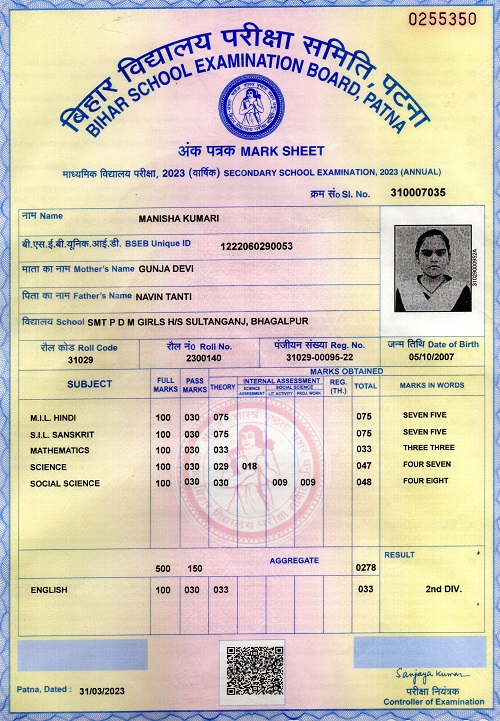 0255350
बिहार विद्यालय परीक्षा समिति, पटना
BIHAR SCHOOL EXAMINATION BOARD, PATNA
अंक पत्रक MARK SHEET
माध्यमिक विद्यालय परीक्षा, 2023 (वार्षिक) SECONDARY SCHOOL EXAMINATION, 2023 (ANNUAL)
क्रम सं० Sl. No. 310007035
नाम Name MANISHA KUMARI
बी.एस.ई.बी.यूनिक.आई.डी. BSEB Unique ID 1222060290053
माता का नाम Mother's Name GUNJA DEVI
पिता का नाम Father's Name NAVIN TANTI
विद्यालय School SMT P D M GIRLS H/S SULTANGANJ, BHAGALPUR
रौल कोड Roll Code रौल नं० Roll No. पंजीयन संख्या Reg. No. जन्म तिथि Date of Birth
31029 2300140 31029-00095-22 05/10/2007
MARKS OBTAINED
SUBJECT FULL MARKS PASS MARKS THEORY INTERNAL ASSESSMENT SCIENCE ASSESSMENT SOCIAL SCIENCE LIT. ACTIVITY PROJ. WORK REG. (TH.) TOTAL MARKS IN WORDS
M.I.L. HINDI 100 030 075 075 SEVEN FIVE
S.I.L. SANSKRIT 100 030 075 075 SEVEN FIVE
MATHEMATICS 100 030 033 033 THREE THREE
SCIENCE 100 030 029 018 047 FOUR SEVEN
SOCIAL SCIENCE 100 030 030 009 009 048 FOUR EIGHT
AGGREGATE RESULT
500 150 0278
ENGLISH 100 030 033 033 2nd DIV.
Sanjaya Kumar
Patna, Dated : 31/03/2023
परीक्षा नियंत्रक
Controller of Examination